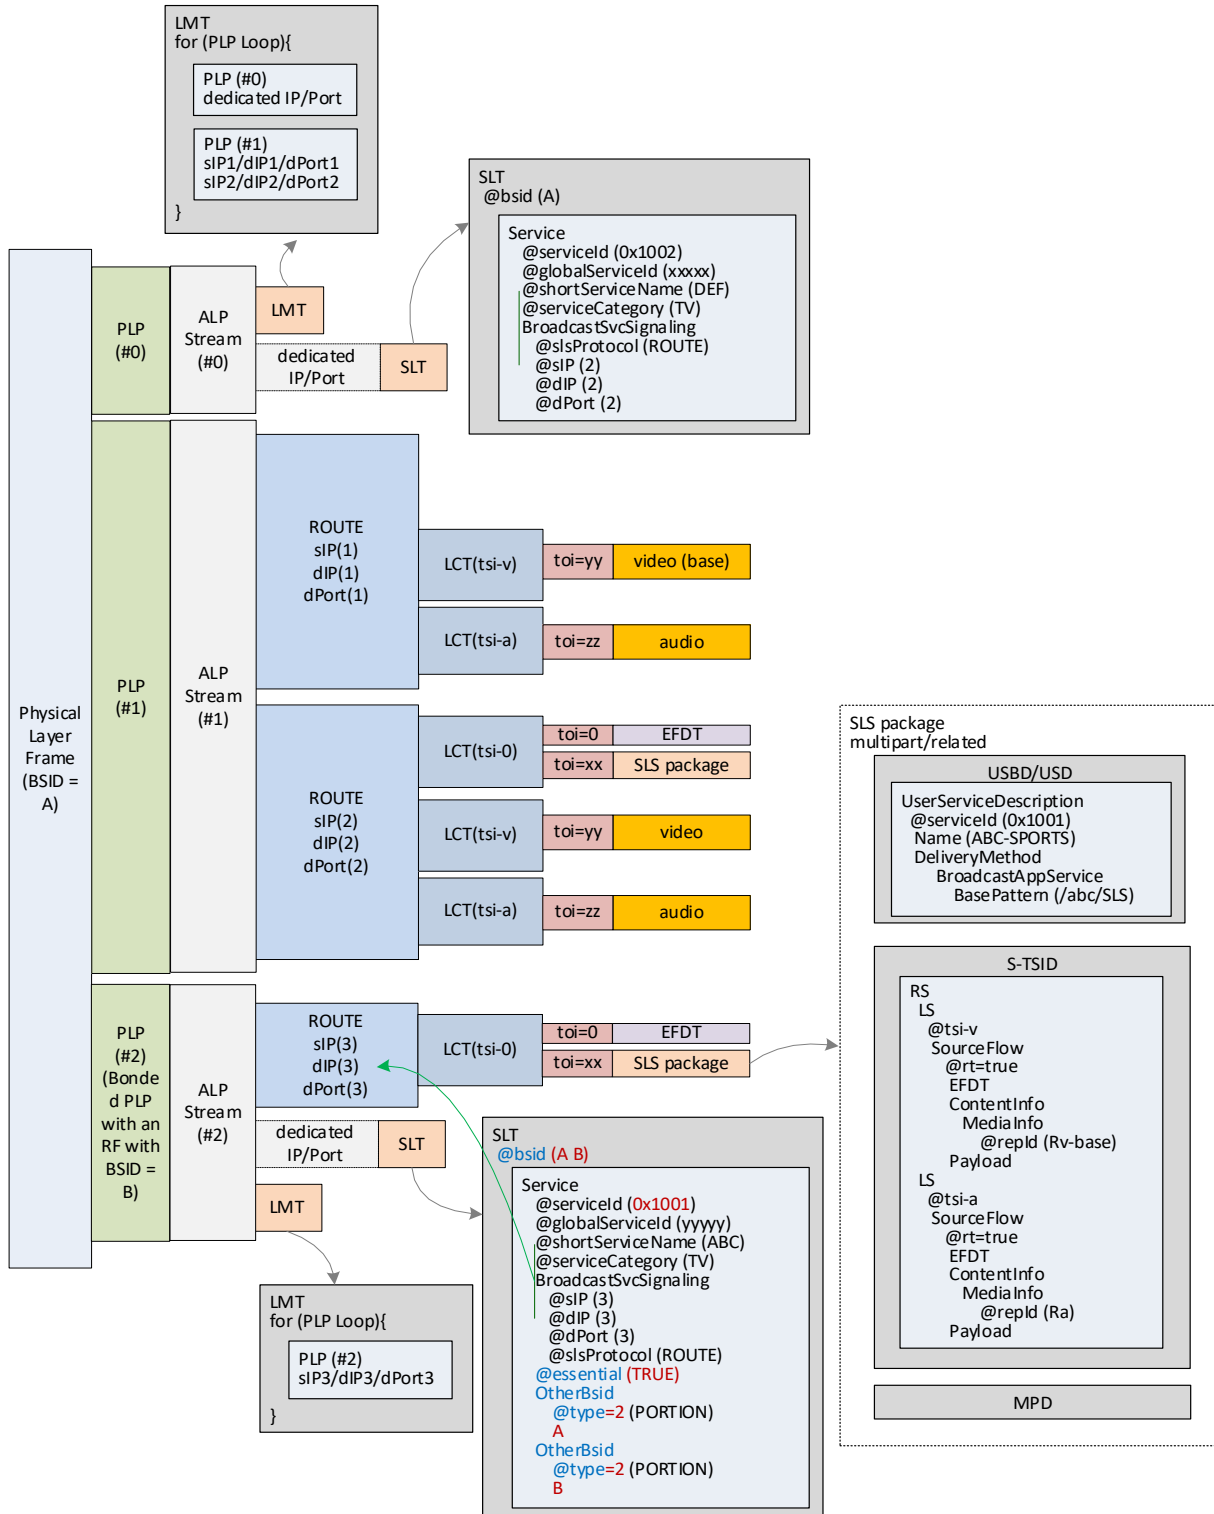 LMT
for (PLP Loop){
PLP (#0)
dedicated IP/Port
PLP (#1)
sIP1/dIP1/dPort1
sIP2/dIP2/dPort2
}
SLT
@bsid (A)
Service
@serviceId (0x1002)
@globalServiceId (xxxxx)
@shortServiceName (DEF)
@serviceCategory (TV)
BroadcastSvcSignaling
@slsProtocol (ROUTE)
@sIP (2)
@dIP (2)
@dPort (2)
Physical
Layer
Frame
(BSID =
A)
PLP
(#0)
ALP
Stream
(#0)
LMT
dedicated
IP/Port
SLT
PLP
(#1)
ALP
Stream
(#1)
ROUTE
sIP(1)
dIP(1)
dPort(1)
LCT(tsi-v)
toi=yy
video (base)
LCT(tsi-a)
toi=zz
audio
ROUTE
sIP(2)
dIP(2)
dPort(2)
LCT(tsi-0)
toi=0
EFDT
toi=xx
SLS package
LCT(tsi-v)
toi=yy
video
LCT(tsi-a)
toi=zz
audio
PLP
(#2)
(Bonde
d PLP
with an
RF with
BSID =
B)
ALP
Stream
(#2)
ROUTE
sIP(3)
dIP(3)
dPort(3)
LCT(tsi-0)
toi=0
EFDT
toi=xx
SLS package
dedicated
IP/Port
SLT
LMT
LMT
for (PLP Loop){
PLP (#2)
sIP3/dIP3/dPort3
}
SLT
@bsid (A B)
Service
@serviceId (0x1001)
@globalServiceId (yyyyy)
@shortServiceName (ABC)
@serviceCategory (TV)
BroadcastSvcSignaling
@sIP (3)
@dIP (3)
@dPort (3)
@slsProtocol (ROUTE)
@essential (TRUE)
OtherBsid
@type=2 (PORTION)
A
OtherBsid
@type=2 (PORTION)
B
SLS package
multipart/related
USBD/USD
UserServiceDescription
@serviceId (0x1001)
Name (ABC-SPORTS)
DeliveryMethod
BroadcastAppService
BasePattern (/abc/SLS)
S-TSID
RS
LS
@tsi-v
SourceFlow
@rt=true
EFDT
ContentInfo
MediaInfo
@repId (Rv-base)
Payload
LS
@tsi-a
SourceFlow
@rt=true
EFDT
ContentInfo
MediaInfo
@repId (Ra)
Payload
MPD